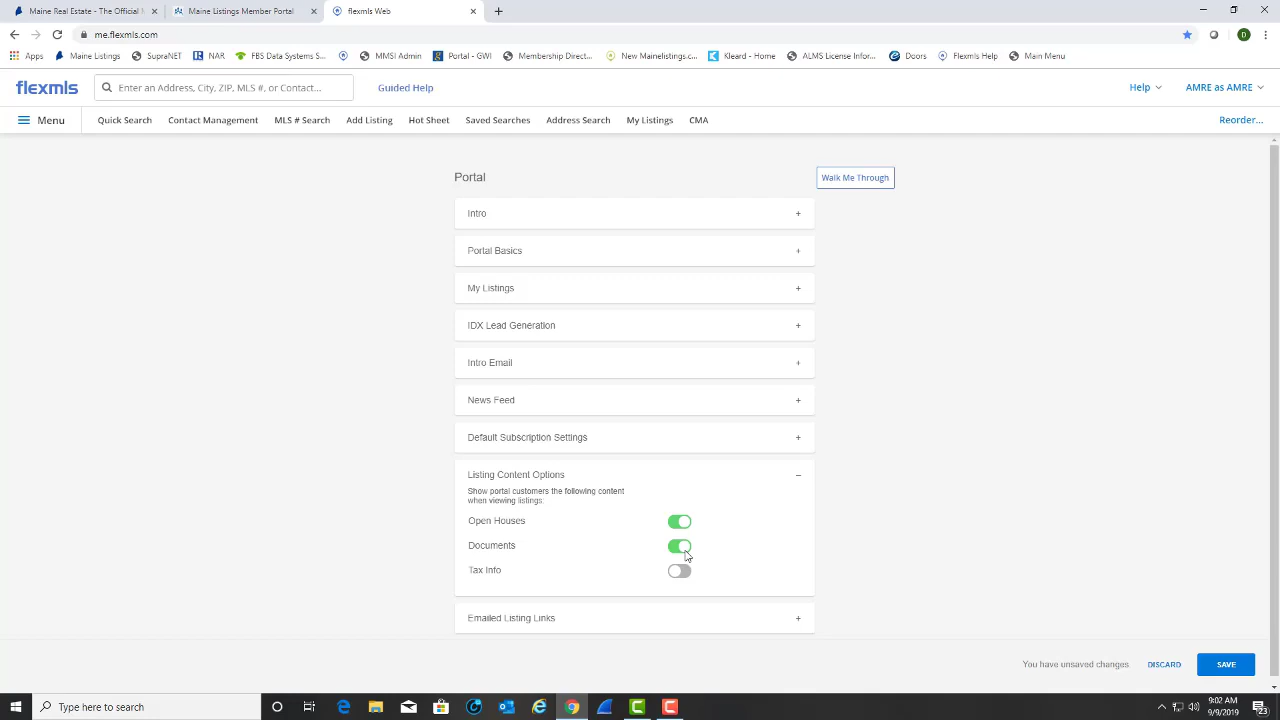 Maine Real Estate - The Official M
Maine Listing Member Portal
flexmls Web
me.flexmls.com
D
Apps
Maine Listings
SupraNET
NAR
FBS Data Systems S...
MMSI Admin
Portal - GWI
Membership Direct...
New Mainelistings.c...
Kleard - Home
ALMS License Infor...
Doors
Flexmls Help
Main Menu
flexmls
Enter an Address, City, ZIP, MLS #, or Contact...
Guided Help
Help
AMRE as AMRE
Menu
Quick Search
Contact Management
MLS # Search
Add Listing
Hot Sheet
Saved Searches
Address Search
My Listings
CMA
Reorder...
Portal
Walk Me Through
Intro
+
Portal Basics
+
My Listings
+
IDX Lead Generation
+
Intro Email
+
News Feed
+
Default Subscription Settings
+
Listing Content Options
–
Show portal customers the following content
when viewing listings:
Open Houses
Documents
Tax Info
Emailed Listing Links
+
You have unsaved changes
DISCARD
SAVE
Type here to search
9:02 AM
9/9/2019